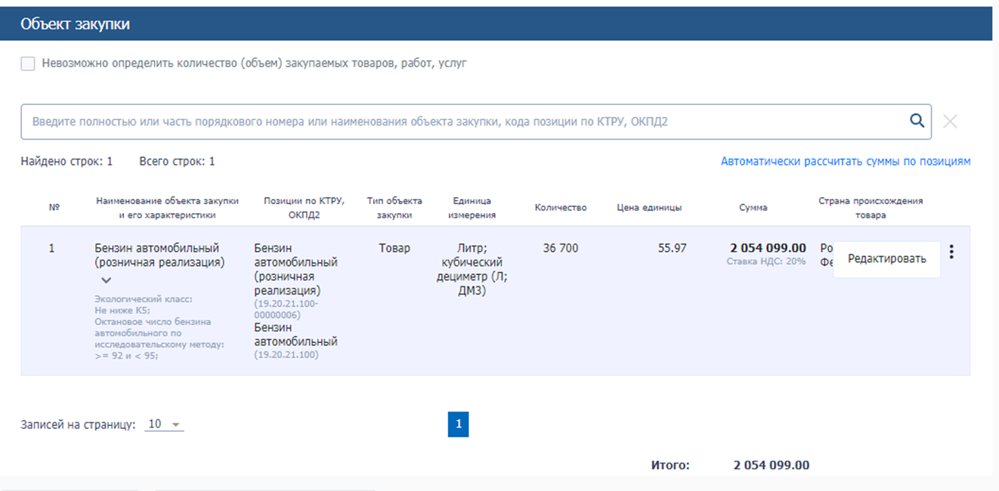 Объект закупки
Невозможно определить количество (объем) закупаемых товаров, работ, услуг
Введите полностью или часть порядкового номера или наименования объекта закупки, кода позиции по КТРУ, ОКПД2
Найдено строк: 1 Всего строк: 1 Автоматически рассчитать суммы по позициям
№
Наименование объекта закупки
и его характеристики
Позиции по КТРУ,
ОКПД2
Тип объекта
закупки
Единица
измерения
Количество
Цена единицы
Сумма
Страна происхождения
товара
1
Бензин автомобильный
(розничная реализация)
Экологический класс:
Не ниже К5;
Октановое число бензина
автомобильного по
исследовательскому методу:
>= 92 и < 95;
Бензин
автомобильный
(розничная
реализация)
(19.20.21.100-
00000006)
Бензин
автомобильный
(19.20.21.100)
Товар
Литр;
кубический
дециметр (Л;
ДМ3)
36 700
55.97
2 054 099.00
Ставка НДС: 20%
Редактировать
Записей на страницу: 10
1
Итого: 2 054 099.00